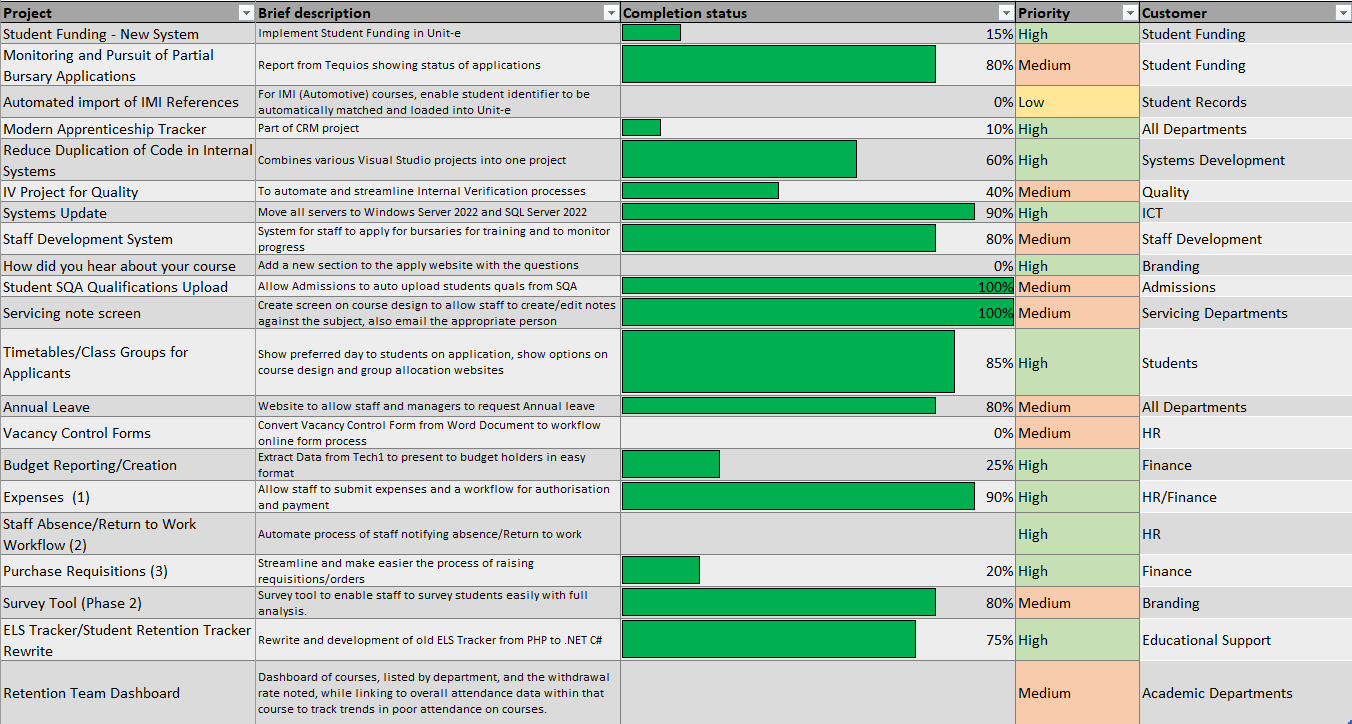 Project Brief description Completion status Priority Customer
Student Funding - New System Implement Student Funding in Unit-e 15% High Student Funding
Monitoring and Pursuit of Partial
Bursary Applications Report from Tequios showing status of applications 80% Medium Student Funding
Automated import of IMI References For IMI (Automotive) courses, enable student identifier to be
automatically matched and loaded into Unit-e 0% Low Student Records
Modern Apprenticeship Tracker Part of CRM project 10% High All Departments
Reduce Duplication of Code in Internal
Systems Combines various Visual Studio projects into one project 60% High Systems Development
IV Project for Quality To automate and streamline Internal Verification processes 40% Medium Quality
Systems Update Move all servers to Windows Server 2022 and SQL Server 2022 90% High ICT
Staff Development System System for staff to apply for bursaries for training and to monitor
progress 80% Medium Staff Development
How did you hear about your course Add a new section to the apply website with the questions 0% High Branding
Student SQA Qualifications Upload Allow Admissions to auto upload students quals from SQA 100% Medium Admissions
Servicing note screen Create screen on course design to allow staff to create/edit notes
against the subject, also email the appropriate person 100% Medium Servicing Departments
Timetables/Class Groups for
Applicants Show preferred day to students on application, show options on
course design and group allocation websites 85% High Students
Annual Leave Website to allow staff and managers to request Annual leave 80% Medium All Departments
Vacancy Control Forms Convert Vacancy Control Form from Word Document to workflow
online form process 0% Medium HR
Budget Reporting/Creation Extract Data from Tech1 to present to budget holders in easy
format 25% High Finance
Expenses (1) Allow staff to submit expenses and a workflow for authorisation
and payment 90% High HR/Finance
Staff Absence/Return to Work
Workflow (2) Automate process of staff notifying absence/Return to work High HR
Purchase Requisitions (3) Streamline and make easier the process of raising
requisitions/orders 20% High Finance
Survey Tool (Phase 2) Survey tool to enable staff to survey students easily with full
analysis. 80% Medium Branding
ELS Tracker/Student Retention Tracker
Rewrite Rewrite and development of old ELS Tracker from PHP to .NET C# 75% High Educational Support
Retention Team Dashboard Dashboard of courses, listed by department, and the withdrawal
rate noted, while linking to overall attendance data within that
course to track trends in poor attendance on courses. Medium Academic Departments